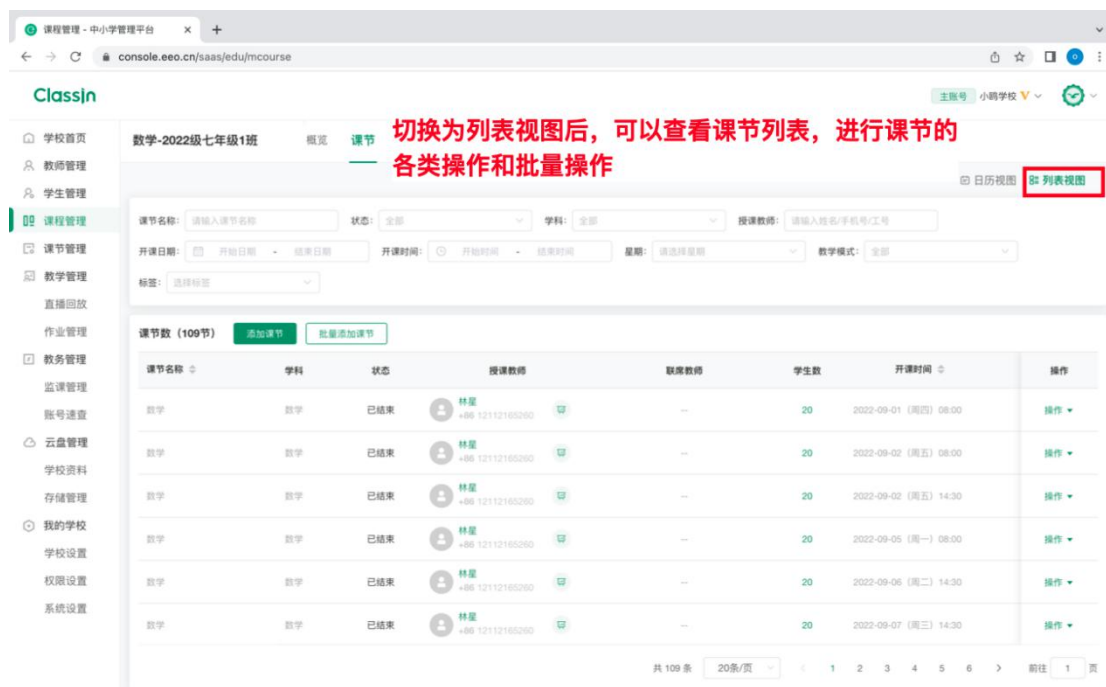 课程管理 - 中小学管理平台
console.eeo.cn/saas/edu/mcourse
ClassIn
主账号 小鸥学校 V
学校首页
教师管理
学生管理
课程管理
课节管理
教学管理
直播回放
作业管理
教务管理
监课管理
账号速查
云盘管理
学校资料
存储管理
我的学校
学校设置
权限设置
系统设置
数学-2022级七年级1班 概览 课节
切换为列表视图后，可以查看课节列表，进行课节的
各类操作和批量操作
日历视图 列表视图
课节名称: 请输入课节名称 状态: 全部 学科: 全部 授课教师: 请输入姓名/手机号/工号
开课日期: 开始日期 - 结束日期 开课时间: 开始时间 - 结束时间 星期: 请选择星期 教学模式: 全部
标签: 选择标签
课节数（109节） 添加课节 批量添加课节
课节名称 学科 状态 授课教师 联席教师 学生数 开课时间 操作
数学 数学 已结束 林星 +86 12112165260 -- 20 2022-09-01（周四）08:00 操作
数学 数学 已结束 林星 +86 12112165260 -- 20 2022-09-02（周五）08:00 操作
数学 数学 已结束 林星 +86 12112165260 -- 20 2022-09-02（周五）14:30 操作
数学 数学 已结束 林星 +86 12112165260 -- 20 2022-09-05（周一）08:00 操作
数学 数学 已结束 林星 +86 12112165260 -- 20 2022-09-06（周二）14:30 操作
数学 数学 已结束 林星 +86 12112165260 -- 20 2022-09-07（周三）14:30 操作
共 109 条 20条/页 1 2 3 4 5 6 前往 1 页